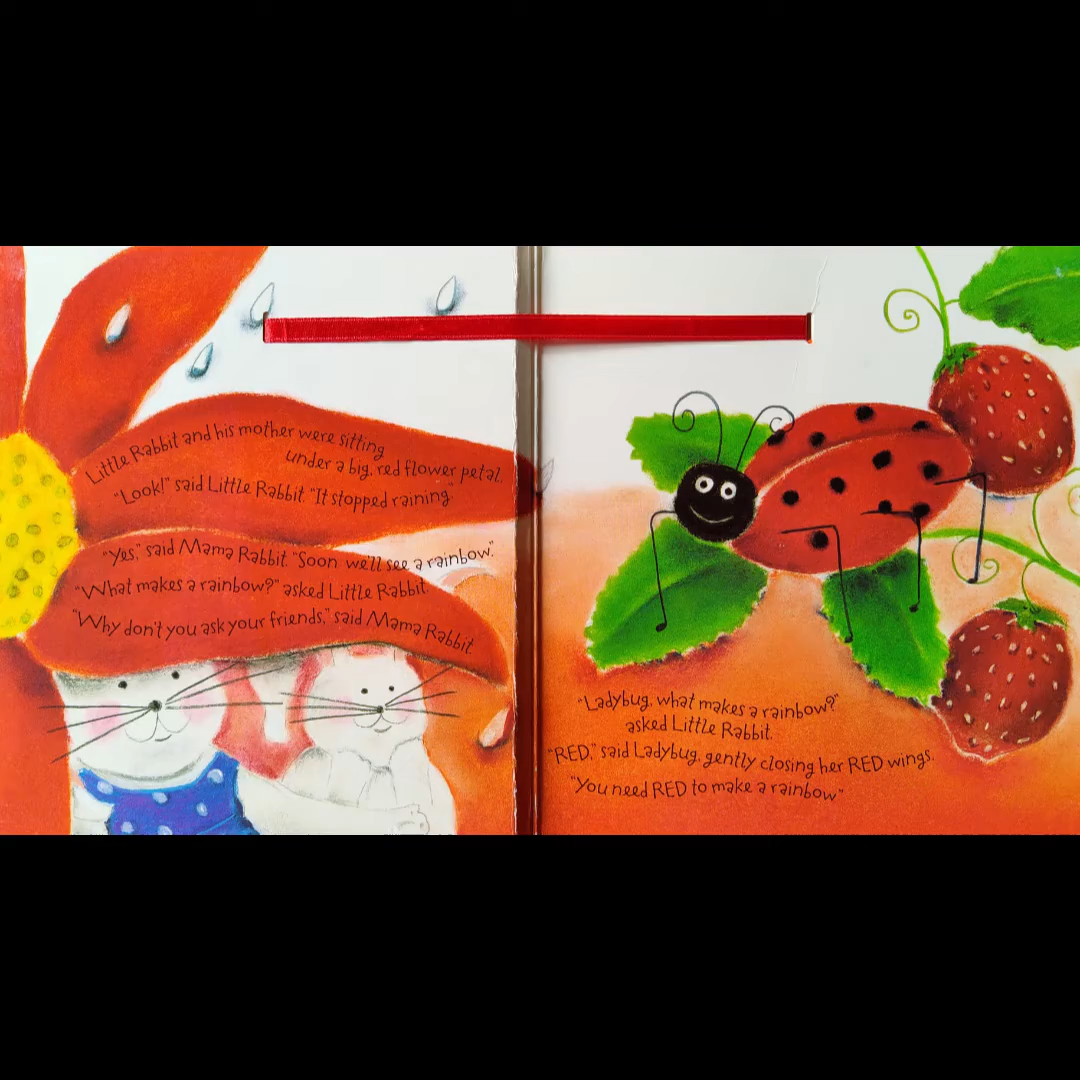 Little Rabbit and his mother were sitting
under a big, red flower petal.
"Look!" said Little Rabbit. "It stopped raining."
"Yes," said Mama Rabbit. "Soon we'll see a rainbow."
"What makes a rainbow?" asked Little Rabbit.
"Why don't you ask your friends," said Mama Rabbit.
"Ladybug, what makes a rainbow?"
asked Little Rabbit.
"RED," said Ladybug, gently closing her RED wings.
"You need RED to make a rainbow"